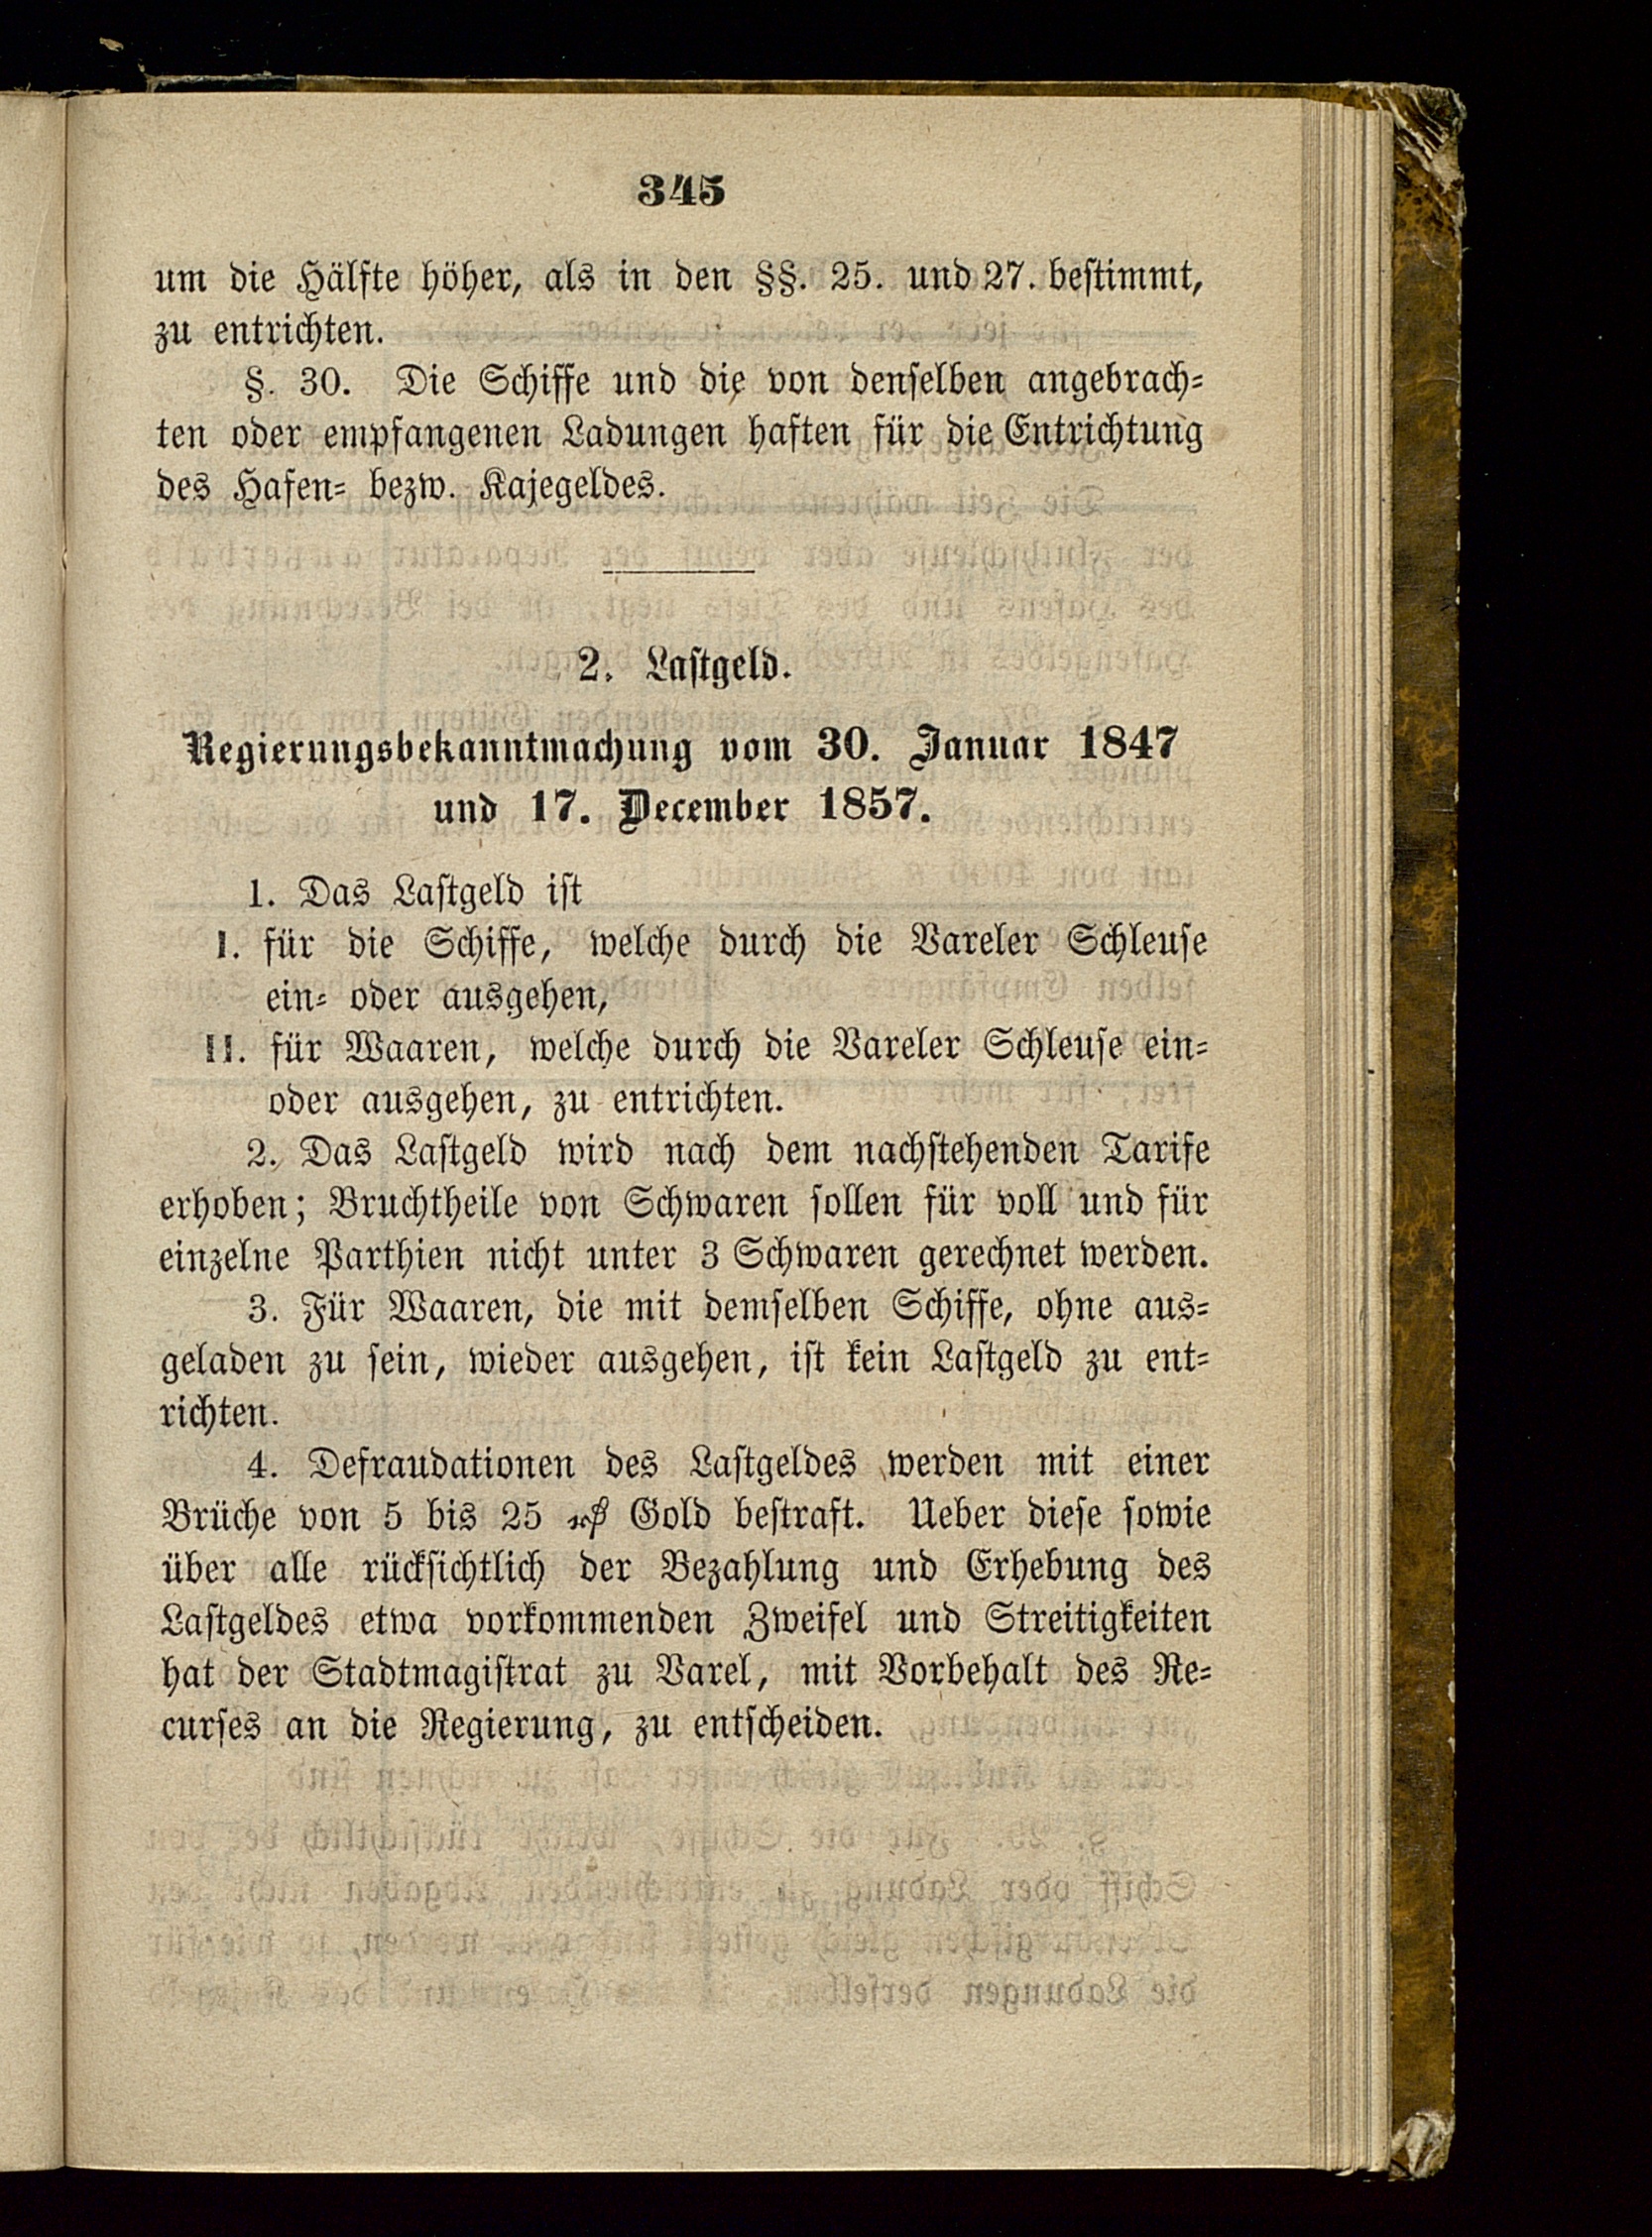 345
um die Hälfte höher, als in den §§. 25. und 27. bestimmt,
zu entrichten.
§. 30. Die Schiffe und die von denselben angebrach=
ten oder empfangenen Ladungen haften für die Entrichtung
des Hafen= bezw. Kajegeldes.
2. Lastgeld.
Regierungsbekanntmachung vom 30. Januar 1847
und 17. December 1857.
1. Das Lastgeld ist
I. für die Schiffe, welche durch die Vareler Schleuse
ein= oder ausgehen,
II. für Waaren, welche durch die Vareler Schleuse ein=
oder ausgehen, zu entrichten.
2. Das Lastgeld wird nach dem nachstehenden Tarife
erhoben; Bruchtheile von Schwaren sollen für voll und für
einzelne Parthien nicht unter 3 Schwaren gerechnet werden.
3. Für Waaren, die mit demselben Schiffe, ohne aus=
geladen zu sein, wieder ausgehen, ist kein Lastgeld zu ent=
richten.
4. Defraudationen des Lastgeldes werden mit einer
Brüche von 5 bis 25 Gold bestraft. Ueber diese sowie
über alle rücksichtlich der Bezahlung und Erhebung des
Lastgeldes etwa vorkommenden Zweifel und Streitigkeiten
hat der Stadtmagistrat zu Varel, mit Vorbehalt des Re=
curses an die Regierung, zu entscheiden.